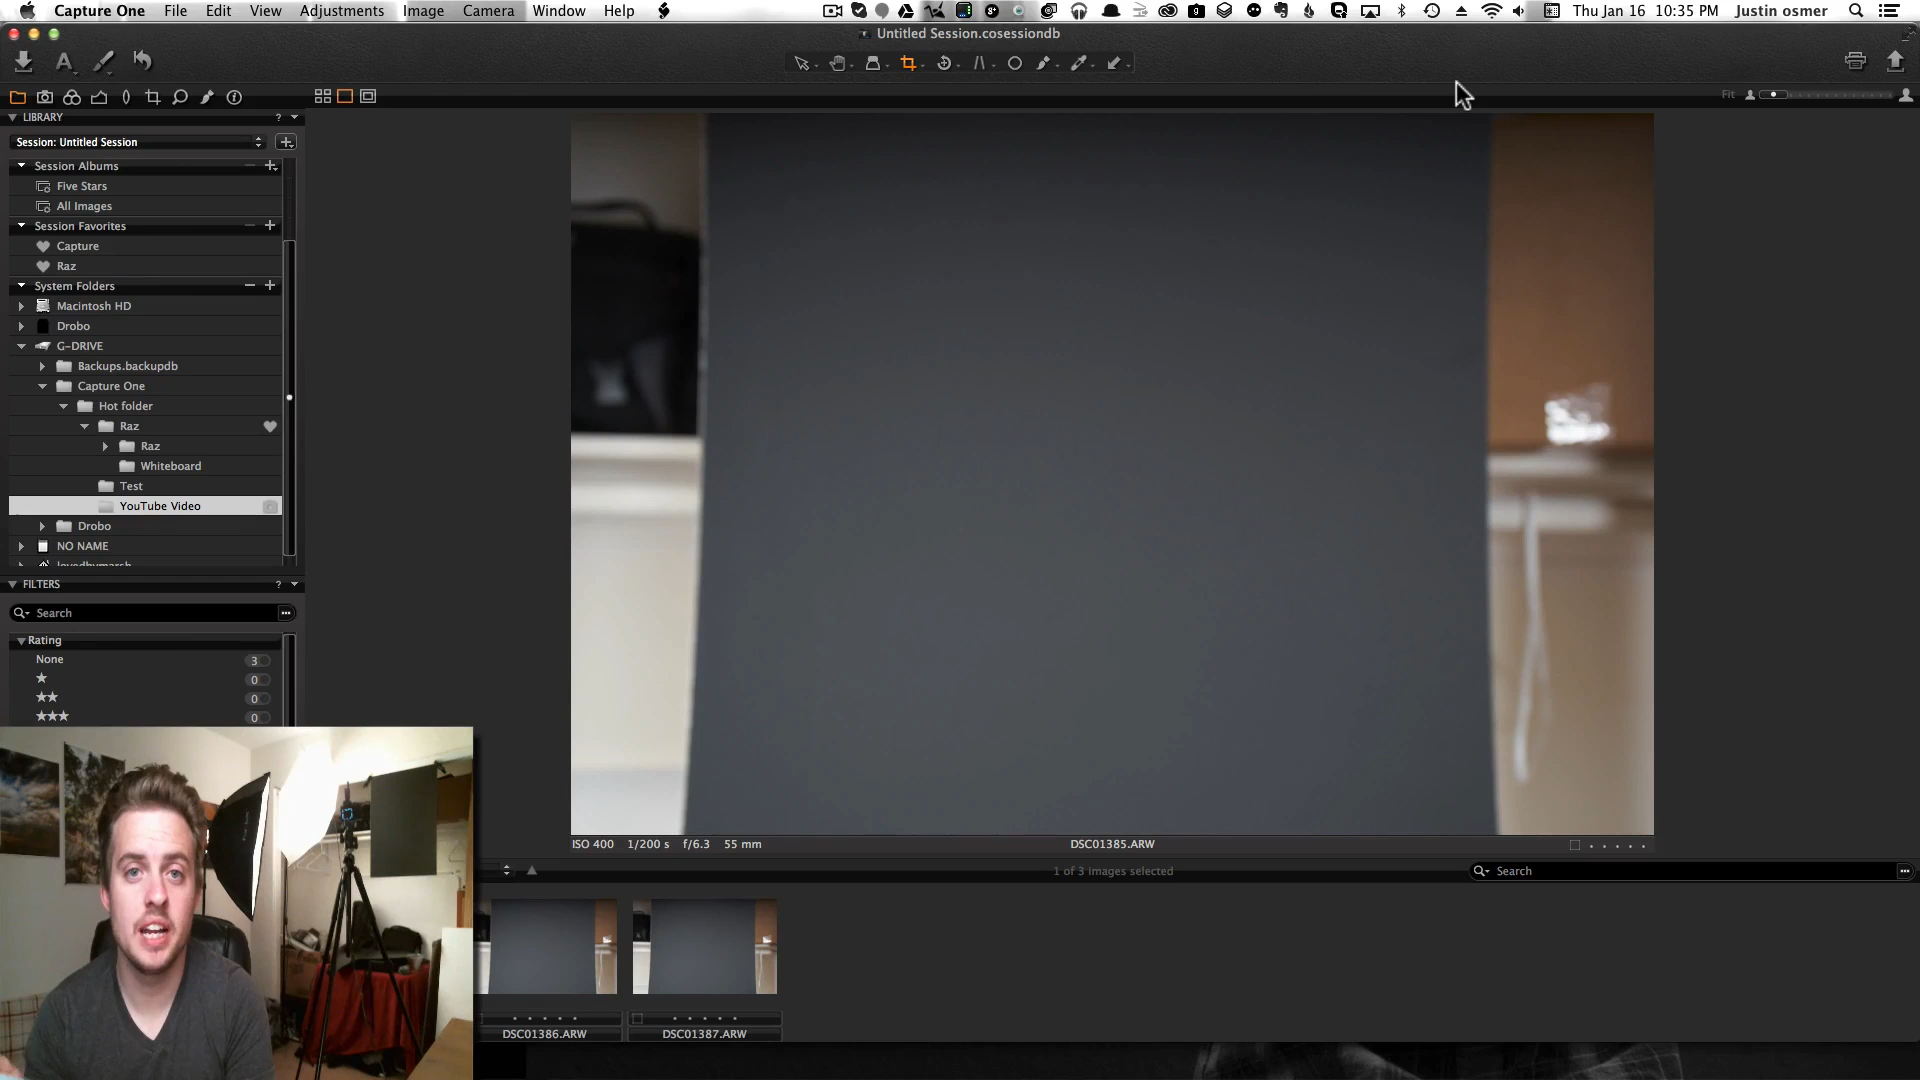 Capture One File Edit View Adjustments Image Camera Window Help Thu Jan 16 10:35 PM Justin osmer
Untitled Session.cosessiondb
Fit
LIBRARY ?
Session: Untitled Session
Session Albums
Five Stars
All Images
Session Favorites
Capture
Raz
System Folders
Macintosh HD
Drobo
G-DRIVE
Backups.backupdb
Capture One
Hot folder
Raz
Raz
Whiteboard
Test
YouTube Video
Drobo
NO NAME
lovedbymarsh
FILTERS ?
Search
Rating
None 3
★ 0
★★ 0
★★★ 0
ISO 400 1/200 s f/6.3 55 mm DSC01385.ARW
1 of 3 images selected Search
DSC01386.ARW DSC01387.ARW